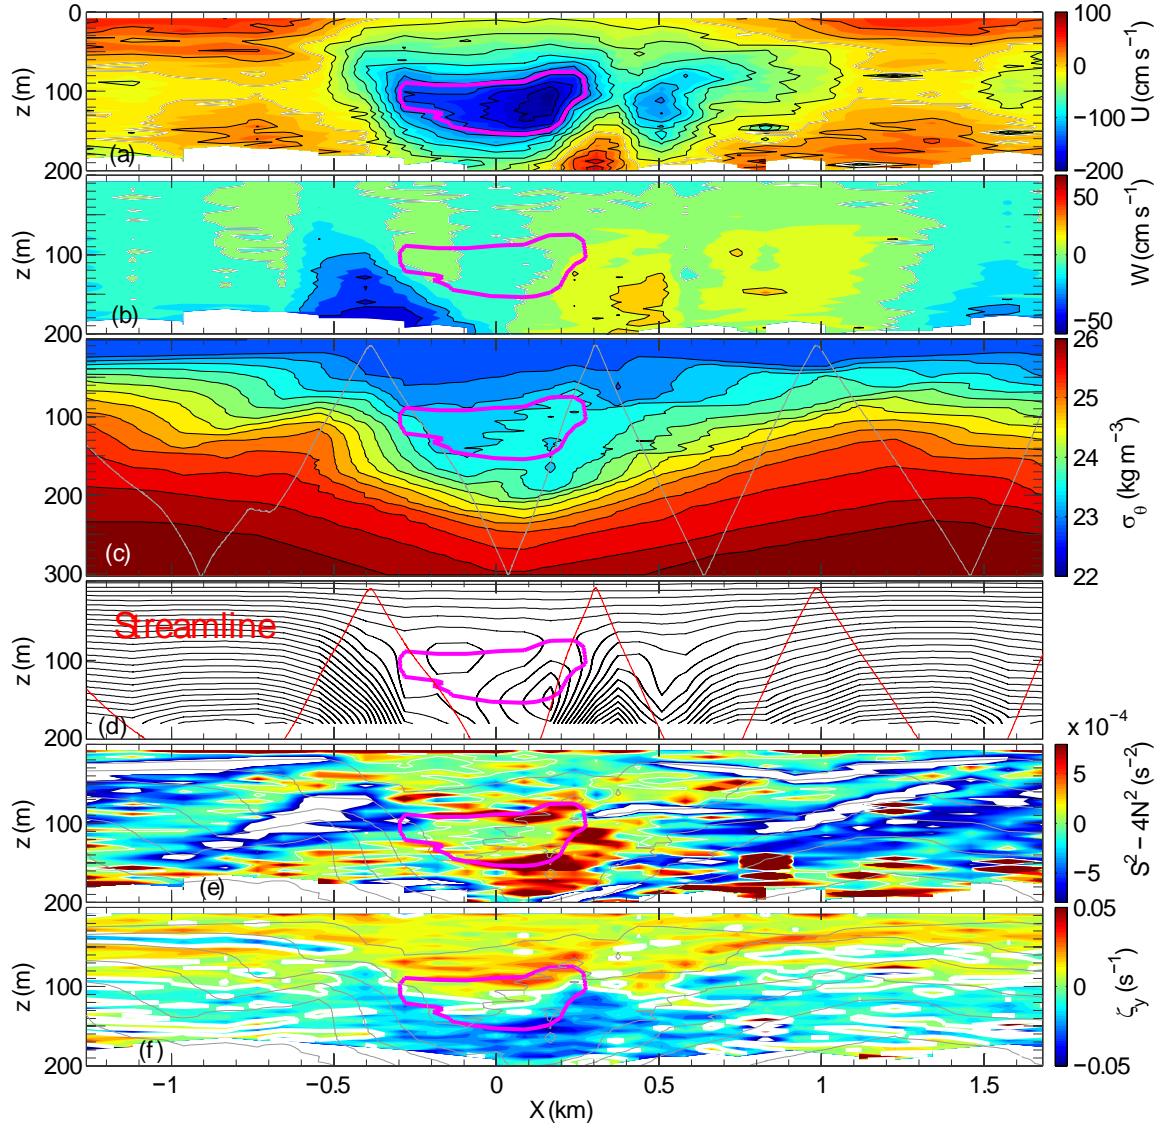 0
100
200
z (m)
(a)
100
0
−100
−200
U (cm s⁻¹)
100
200
z (m)
(b)
50
0
−50
W (cm s⁻¹)
100
200
300
z (m)
(c)
26
25
24
23
22
σθ (kg m⁻³)
Streamline
100
200
z (m)
(d)
x 10⁻⁴
100
200
z (m)
(e)
5
0
−5
S² − 4N² (s⁻²)
100
200
z (m)
(f)
0.05
0
−0.05
ζy (s⁻¹)
−1
−0.5
0
0.5
1
1.5
X (km)